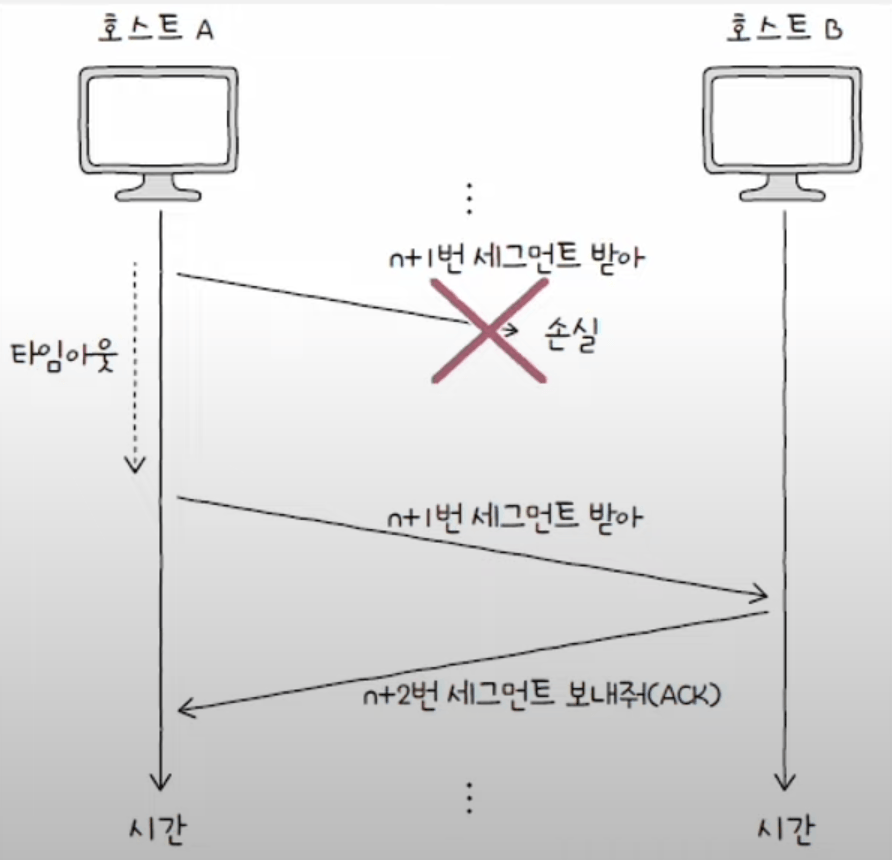 호스트 A
호스트 B
⋮
n+1번 세그먼트 받아
손실
타임아웃
n+1번 세그먼트 받아
n+2번 세그먼트 보내줘(ACK)
⋮
시간
시간